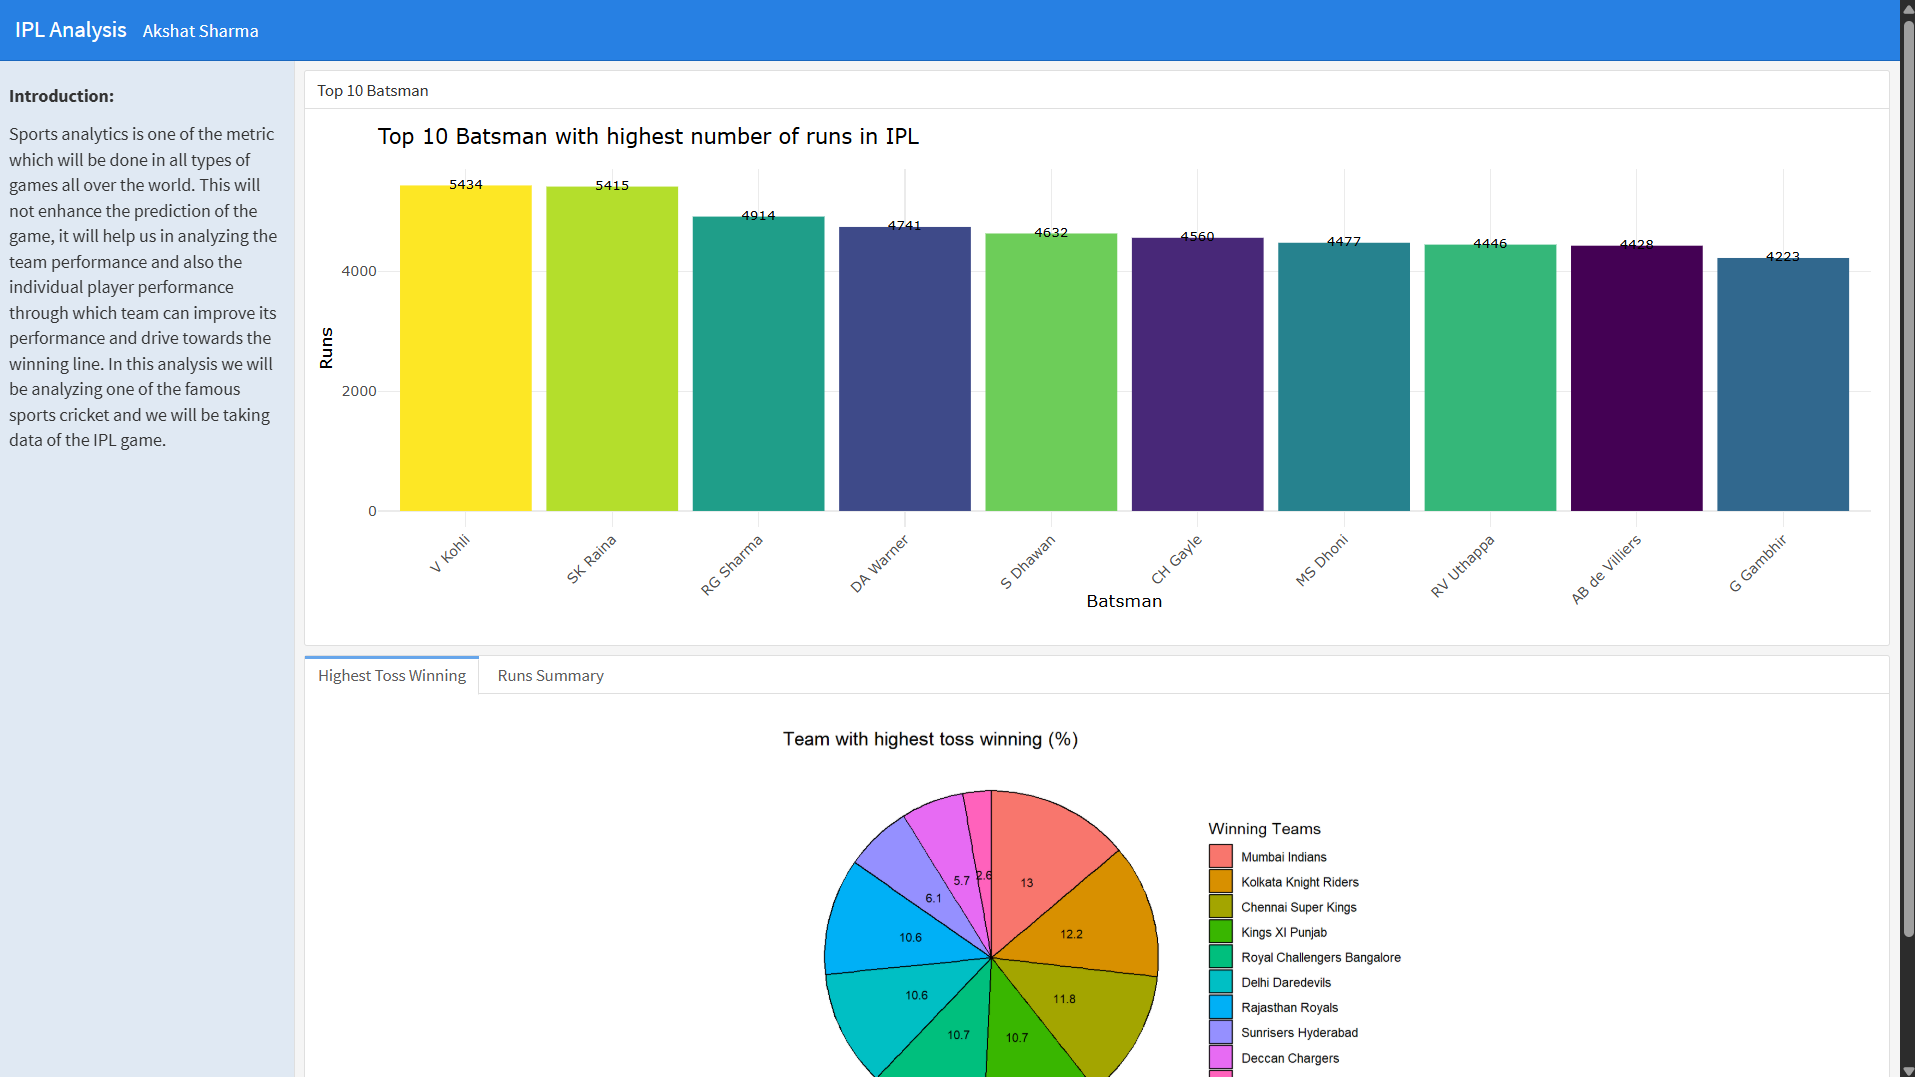 IPL Analysis Akshat Sharma
Introduction:
Sports analytics is one of the metric
which will be done in all types of
games all over the world. This will
not enhance the prediction of the
game, it will help us in analyzing the
team performance and also the
individual player performance
through which team can improve its
performance and drive towards the
winning line. In this analysis we will
be analyzing one of the famous
sports cricket and we will be taking
data of the IPL game.
Top 10 Batsman
Top 10 Batsman with highest number of runs in IPL
5434 5415 4914 4741 4632 4560 4477 4446 4428 4223
4000
2000
0
Runs
V Kohli
SK Raina
RG Sharma
DA Warner
S Dhawan
CH Gayle
MS Dhoni
RV Uthappa
AB de Villiers
G Gambhir
Batsman
Highest Toss Winning Runs Summary
Team with highest toss winning (%)
13
12.2
11.8
10.7
10.7
10.6
10.6
6.1
5.7
2.6
Winning Teams
Mumbai Indians
Kolkata Knight Riders
Chennai Super Kings
Kings XI Punjab
Royal Challengers Bangalore
Delhi Daredevils
Rajasthan Royals
Sunrisers Hyderabad
Deccan Chargers